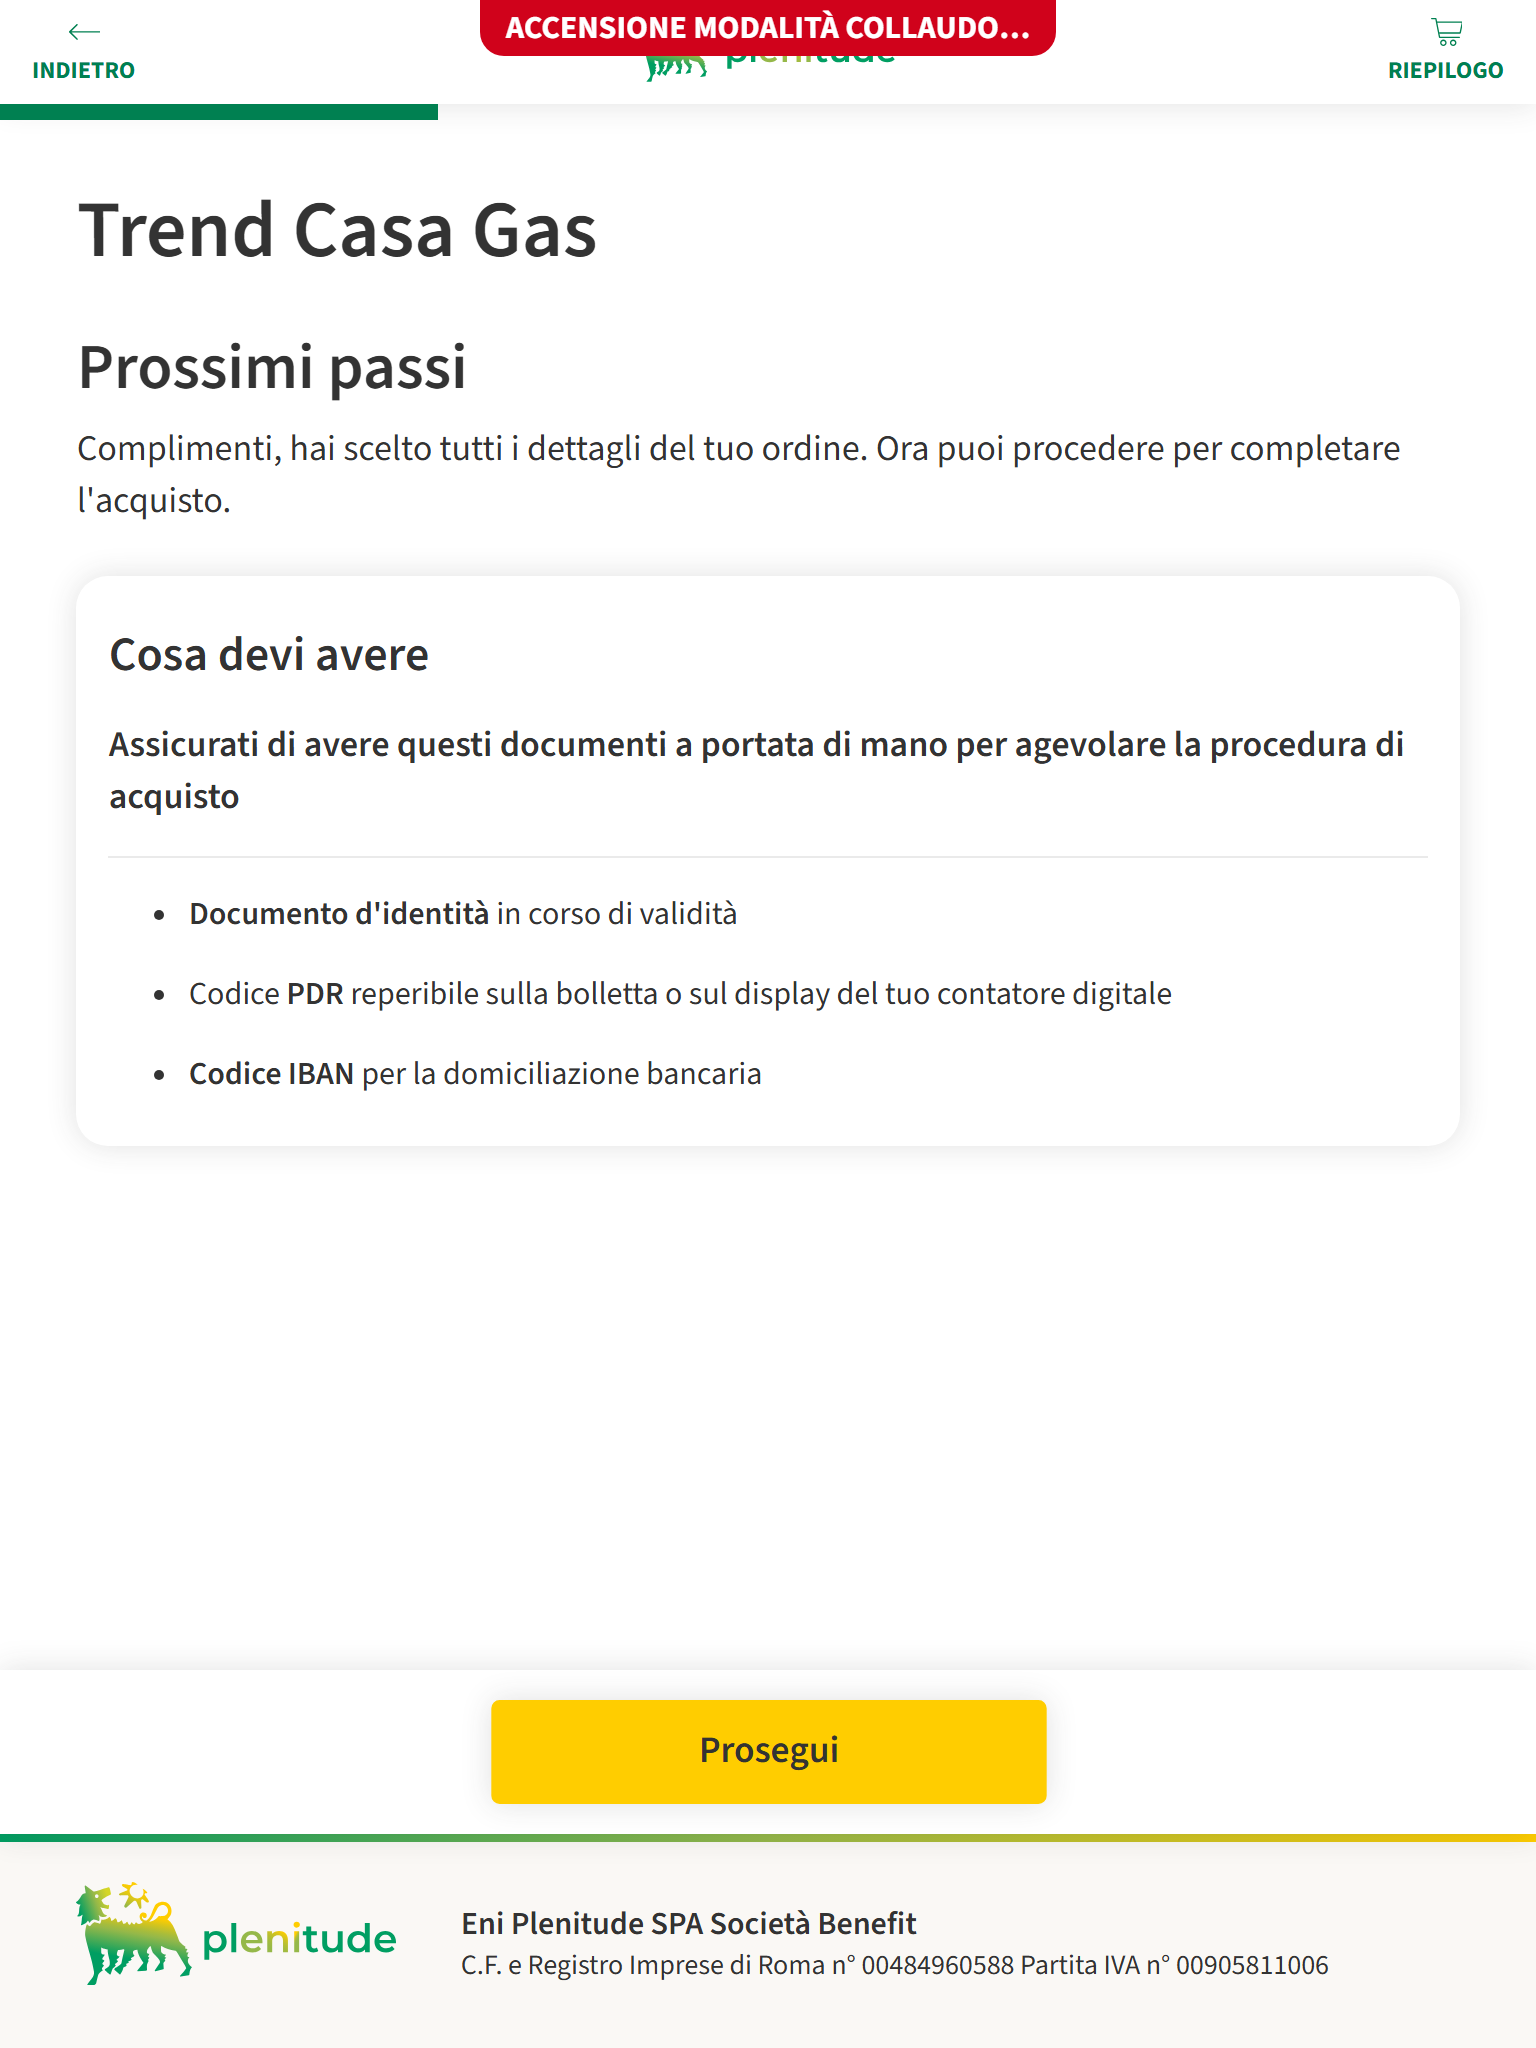 ACCENSIONE MODALITÀ COLLAUDO...
INDIETRO
plenitude
RIEPILOGO
Trend Casa Gas
Prossimi passi
Complimenti, hai scelto tutti i dettagli del tuo ordine. Ora puoi procedere per completare
l'acquisto.
Cosa devi avere
Assicurati di avere questi documenti a portata di mano per agevolare la procedura di
acquisto
• Documento d'identità in corso di validità
• Codice PDR reperibile sulla bolletta o sul display del tuo contatore digitale
• Codice IBAN per la domiciliazione bancaria
Prosegui
plenitude
Eni Plenitude SPA Società Benefit
C.F. e Registro Imprese di Roma n° 00484960588 Partita IVA n° 00905811006